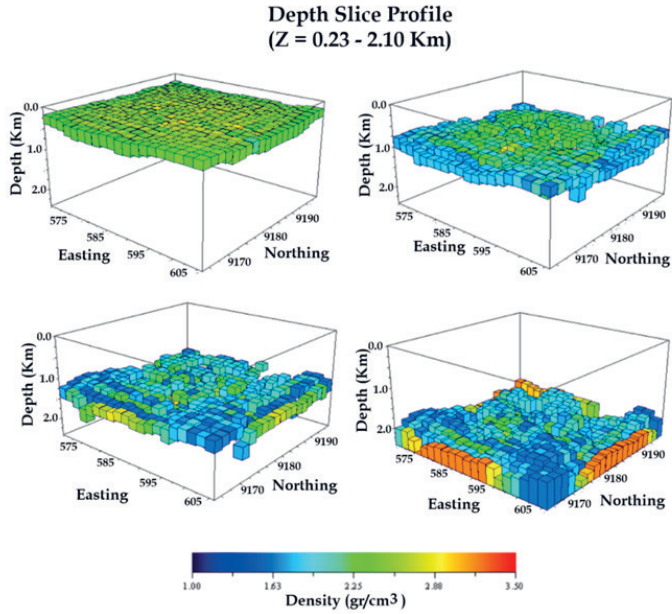 Depth Slice Profile
(Z = 0.23 - 2.10 Km)
0.0
1.0
2.0
Depth (Km)
575
585
595
605
Easting
9170
9180
9190
Northing
0.0
1.0
2.0
Depth (Km)
575
585
595
605
Easting
9170
9180
9190
Northing
0.0
1.0
2.0
Depth (Km)
575
585
595
605
Easting
9170
9180
9190
Northing
0.0
1.0
2.0
Depth (Km)
575
585
595
605
Easting
9170
9180
9190
Northing
1.00 1.63 2.25 2.88 3.50
Density (gr/cm³)